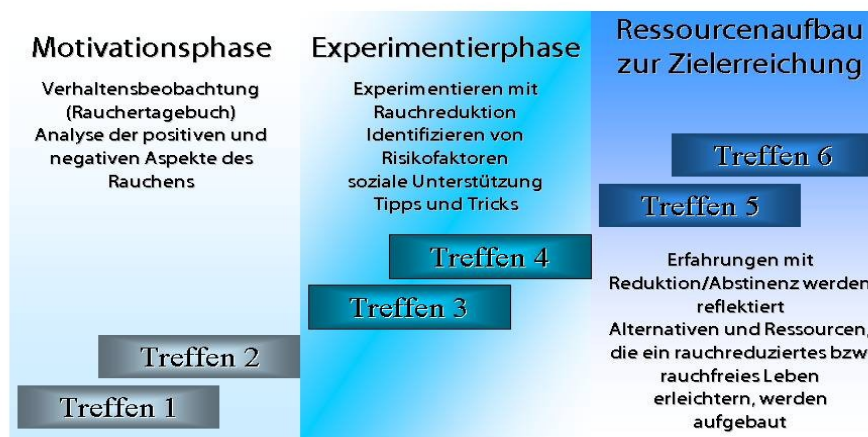 Motivationsphase
Verhaltensbeobachtung
(Rauchertagebuch)
Analyse der positiven und
negativen Aspekte des
Rauchens
Treffen 2
Treffen 1
Experimentierphase
Experimentieren mit
Rauchreduktion
Identifizieren von
Risikofaktoren
soziale Unterstützung
Tipps und Tricks
Treffen 4
Treffen 3
Ressourcenaufbau
zur Zielerreichung
Treffen 6
Treffen 5
Erfahrungen mit
Reduktion/Abstinenz werden
reflektiert
Alternativen und Ressourcen,
die ein rauchreduziertes bzw
rauchfreies Leben
erleichtern, werden
aufgebaut